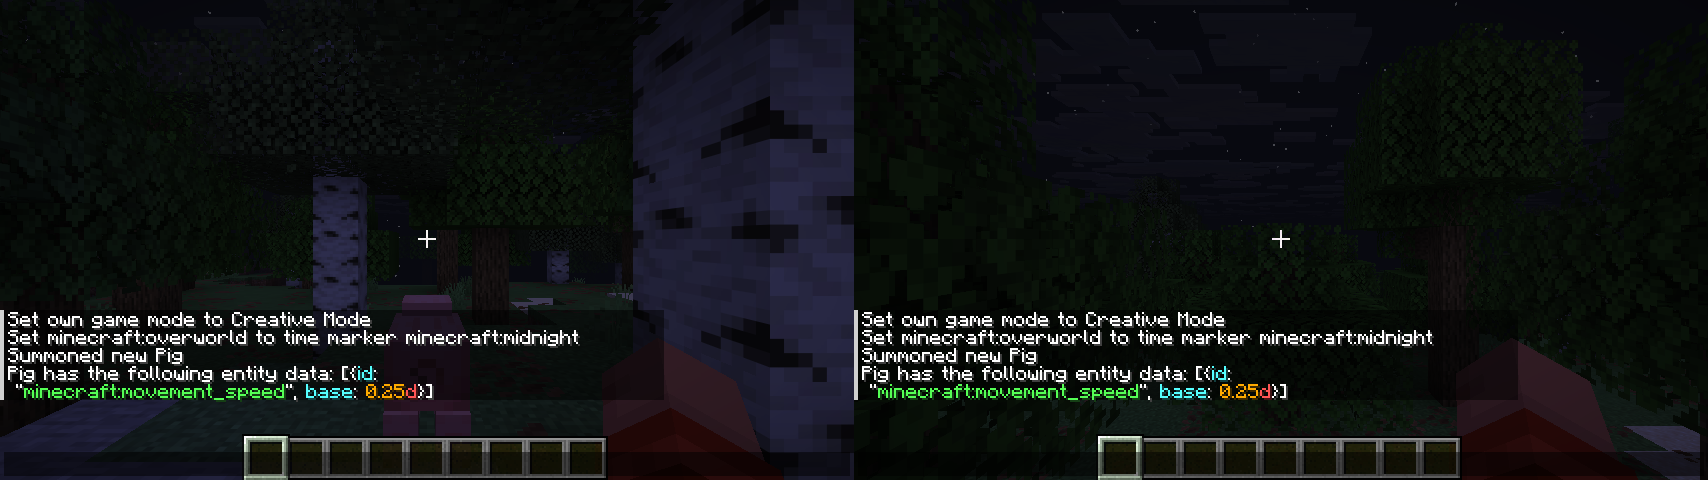 Set own game mode to Creative Mode
Set minecraft:overworld to time marker minecraft:midnight
Summoned new Pig
Pig has the following entity data: [{id:
"minecraft:movement_speed", base: 0.25d}]
Set own game mode to Creative Mode
Set minecraft:overworld to time marker minecraft:midnight
Summoned new Pig
Pig has the following entity data: [{id:
"minecraft:movement_speed", base: 0.25d}]